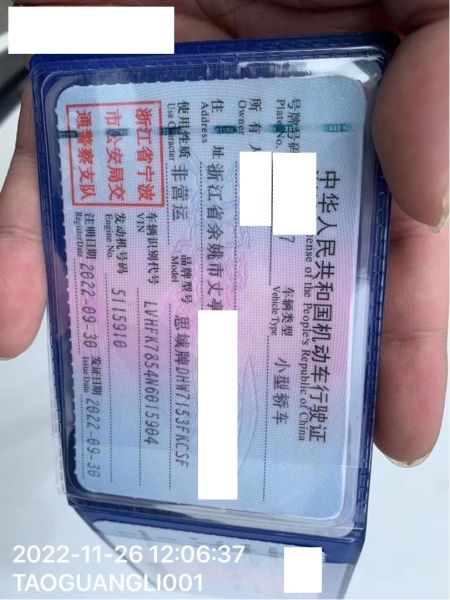 中华人民共和国机动车行驶证
ense of the People's Republic of China
号牌号码
Plate No.
7
车辆类型
Vehicle Type
小型轿车
所有人
Owner
住址
Address
浙江省余姚市丈亭
使用性质
Use Character
非营运
品牌型号
Model
思域牌DHW7153FKCSF
浙江省宁波
市公安局交
通警察支队
车辆识别代号
VIN
LVHFK7854N6015904
发动机号码
Engine No.
5115910
注册日期
Register Date
2022-09-30
发证日期
Issue Date
2022-09-30
2022-11-26 12:06:37
TAOGUANGLI001